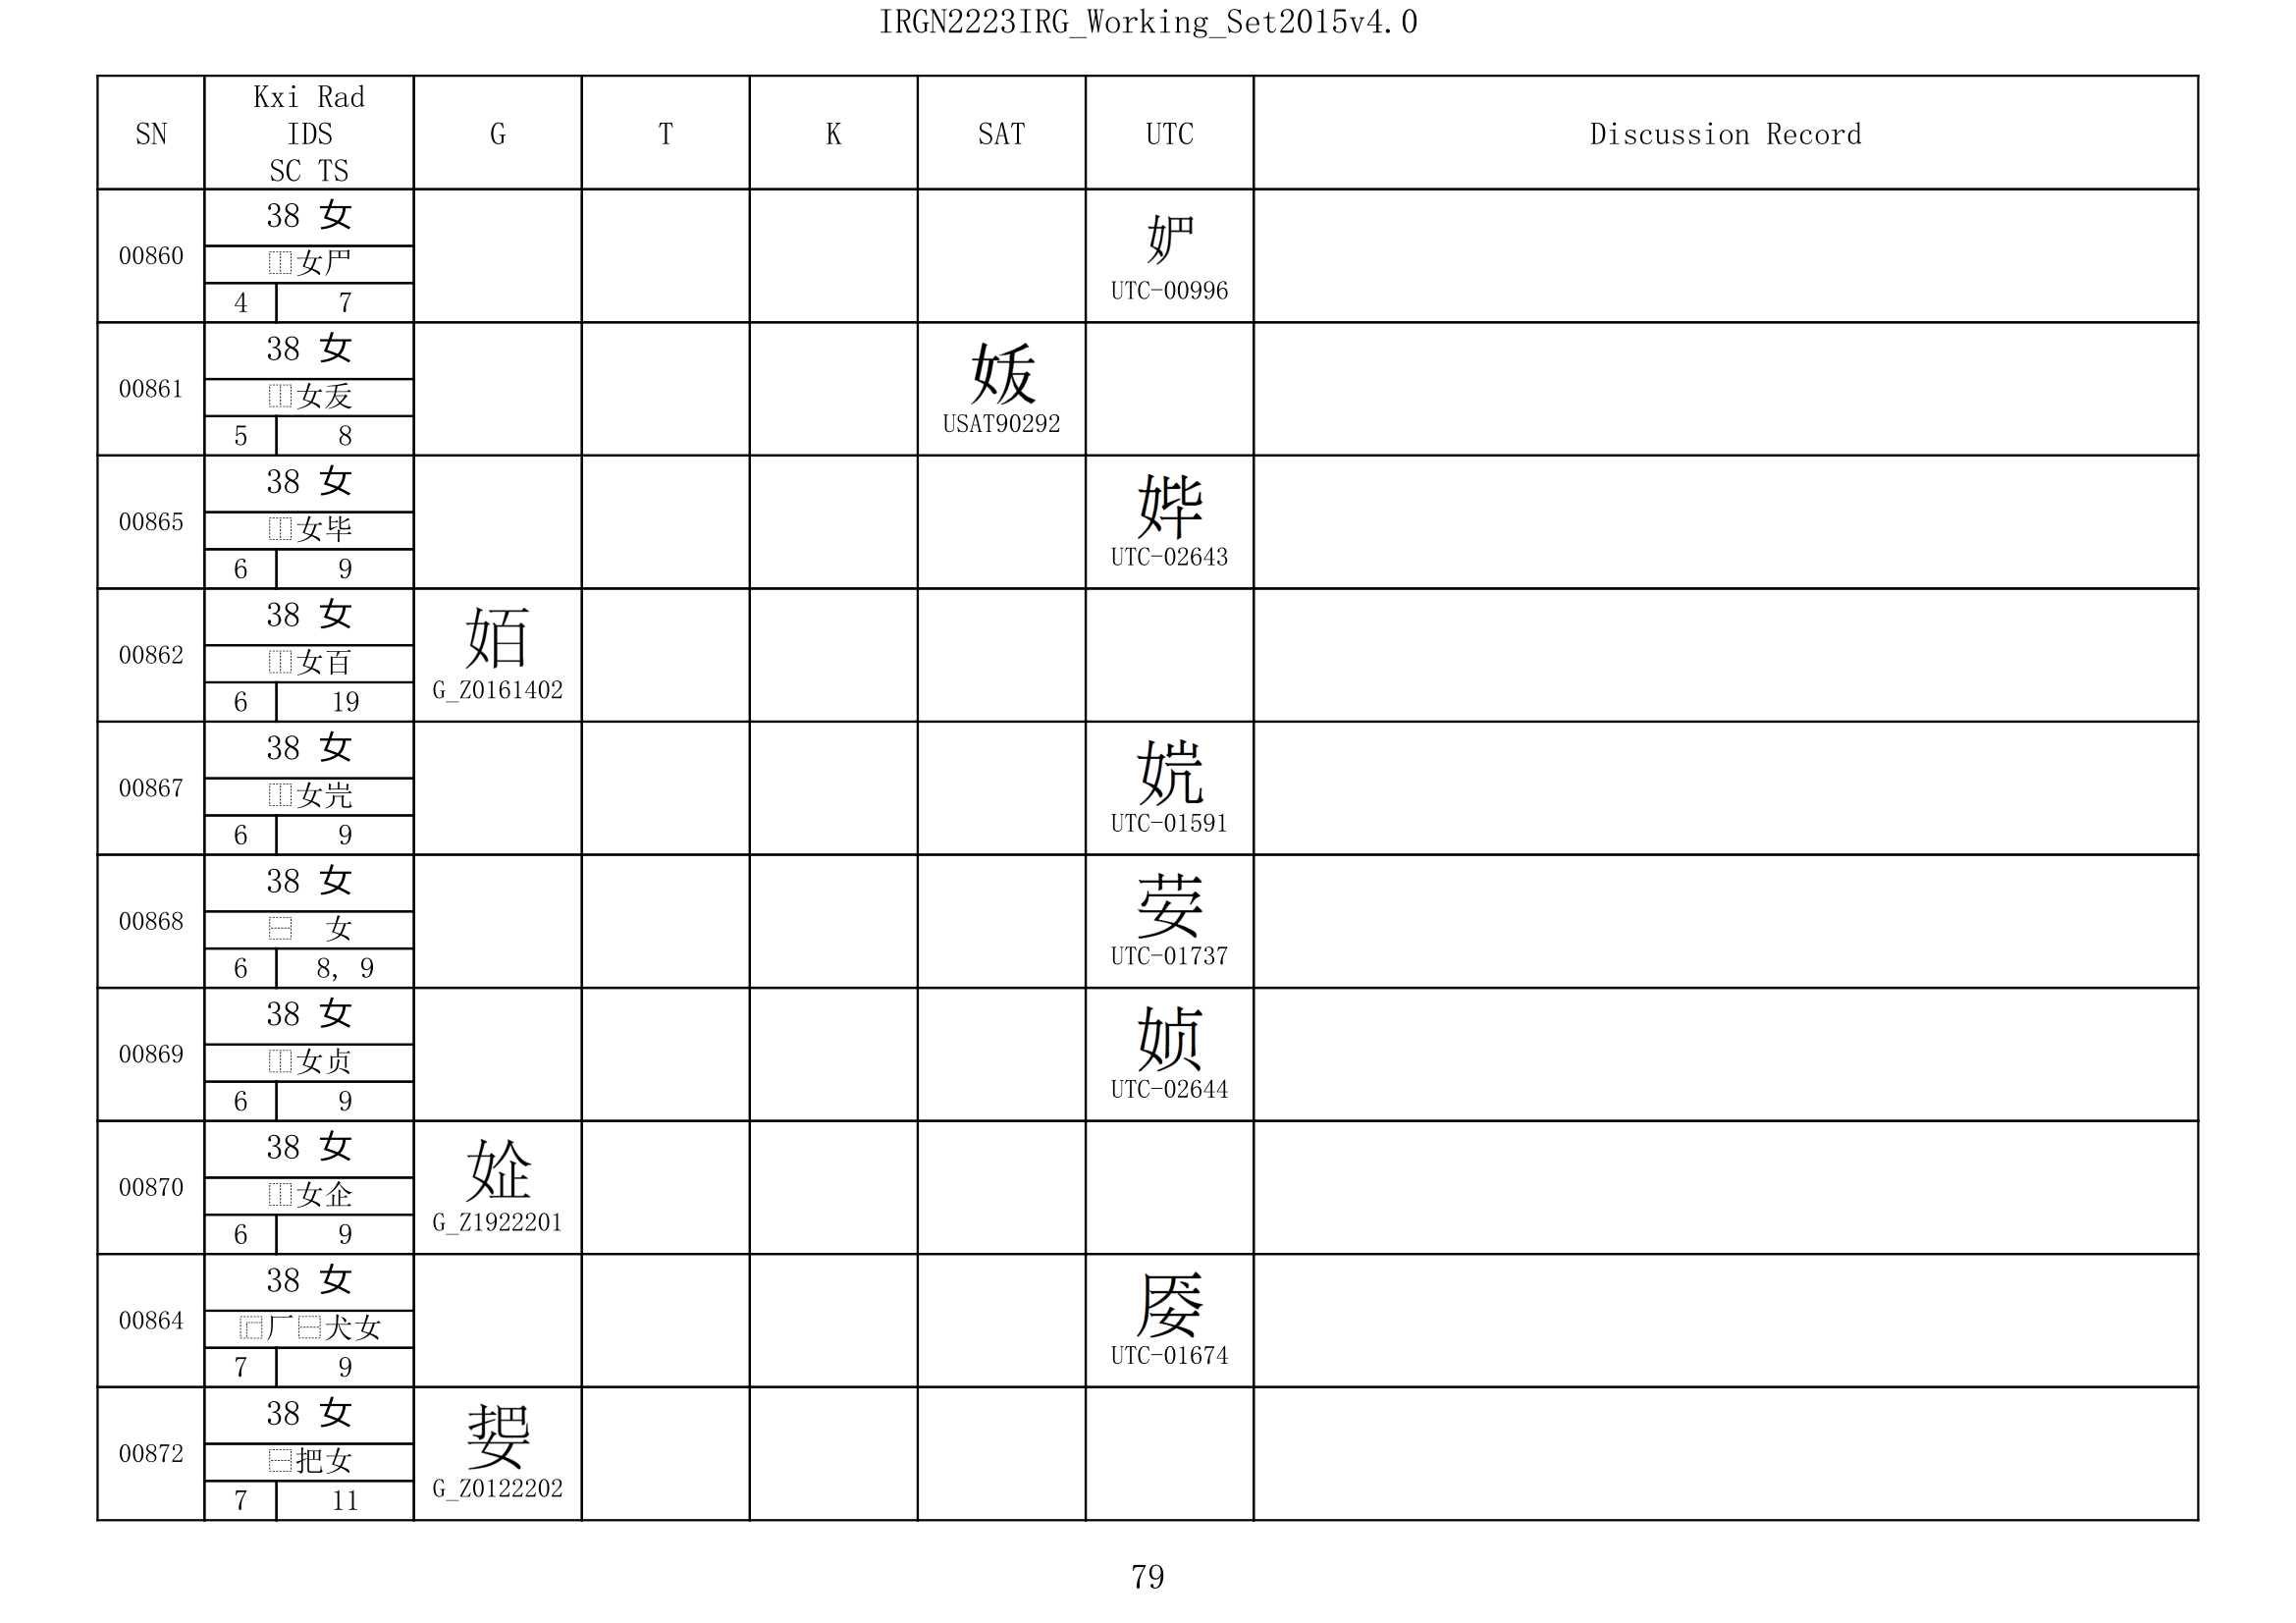 IRGN2223IRG_Working_Set2015v4.0
SN
Kxi Rad
IDS
SC TS
G
T
K
SAT
UTC
Discussion Record
00860
38 女
⿰女尸
4 7
UTC-00996
00861
38 女
⿰女犮
5 8
USAT90292
00865
38 女
⿰女毕
6 9
㛀
UTC-02643
00862
38 女
⿰女百
6 19
G_Z0161402
00867
38 女
⿰女岂
6 9
UTC-01591
00868
38 女
⿱ 女
6 8, 9
UTC-01737
00869
38 女
⿰女贞
6 9
UTC-02644
00870
38 女
⿰女企
6 9
G_Z1922201
00864
38 女
⿸厂⿱犬女
7 9
UTC-01674
00872
38 女
⿱把女
7 11
G_Z0122202
79